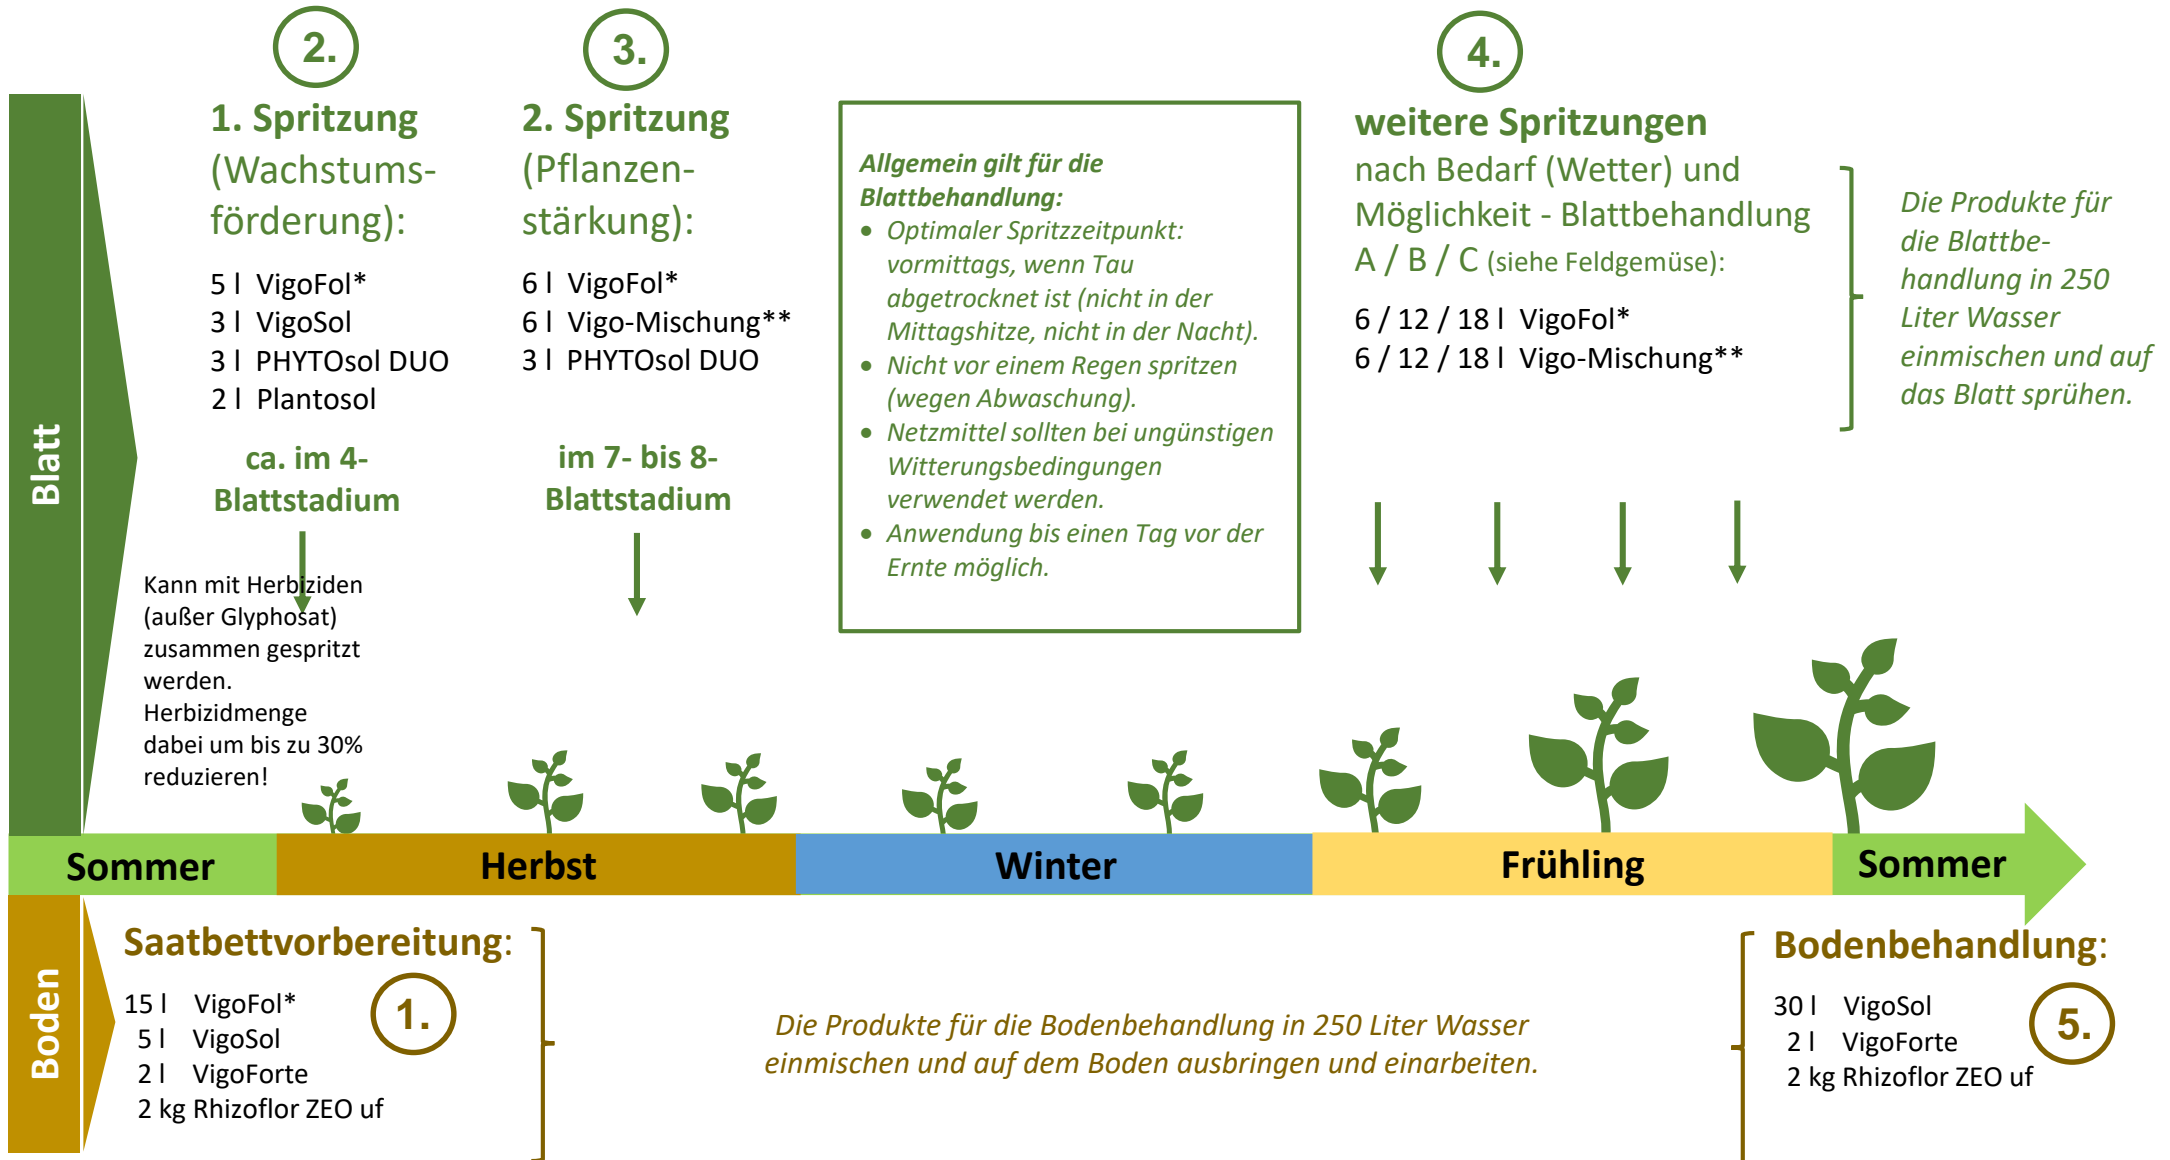 2.
1. Spritzung
(Wachstums-
förderung):
5 l VigoFol*
3 l VigoSol
3 l PHYTOsol DUO
2 l Plantosol
ca. im 4-
Blattstadium
Kann mit Herbiziden
(außer Glyphosat)
zusammen gespritzt
werden.
Herbizidmenge
dabei um bis zu 30%
reduzieren!
3.
2. Spritzung
(Pflanzen-
stärkung):
6 l VigoFol*
6 l Vigo-Mischung**
3 l PHYTOsol DUO
im 7- bis 8-
Blattstadium
Allgemein gilt für die
Blattbehandlung:
• Optimaler Spritzzeitpunkt:
vormittags, wenn Tau
abgetrocknet ist (nicht in der
Mittagshitze, nicht in der Nacht).
• Nicht vor einem Regen spritzen
(wegen Abwaschung).
• Netzmittel sollten bei ungünstigen
Witterungsbedingungen
verwendet werden.
• Anwendung bis einen Tag vor der
Ernte möglich.
4.
weitere Spritzungen
nach Bedarf (Wetter) und
Möglichkeit - Blattbehandlung
A / B / C (siehe Feldgemüse):
6 / 12 / 18 l VigoFol*
6 / 12 / 18 l Vigo-Mischung**
Die Produkte für
die Blattbe-
handlung in 250
Liter Wasser
einmischen und auf
das Blatt sprühen.
Blatt
Sommer
Herbst
Winter
Frühling
Sommer
Boden
Saatbettvorbereitung:
15 l VigoFol*
5 l VigoSol
2 l VigoForte
2 kg Rhizoflor ZEO uf
1.
Die Produkte für die Bodenbehandlung in 250 Liter Wasser
einmischen und auf dem Boden ausbringen und einarbeiten.
Bodenbehandlung:
30 l VigoSol
2 l VigoForte
2 kg Rhizoflor ZEO uf
5.